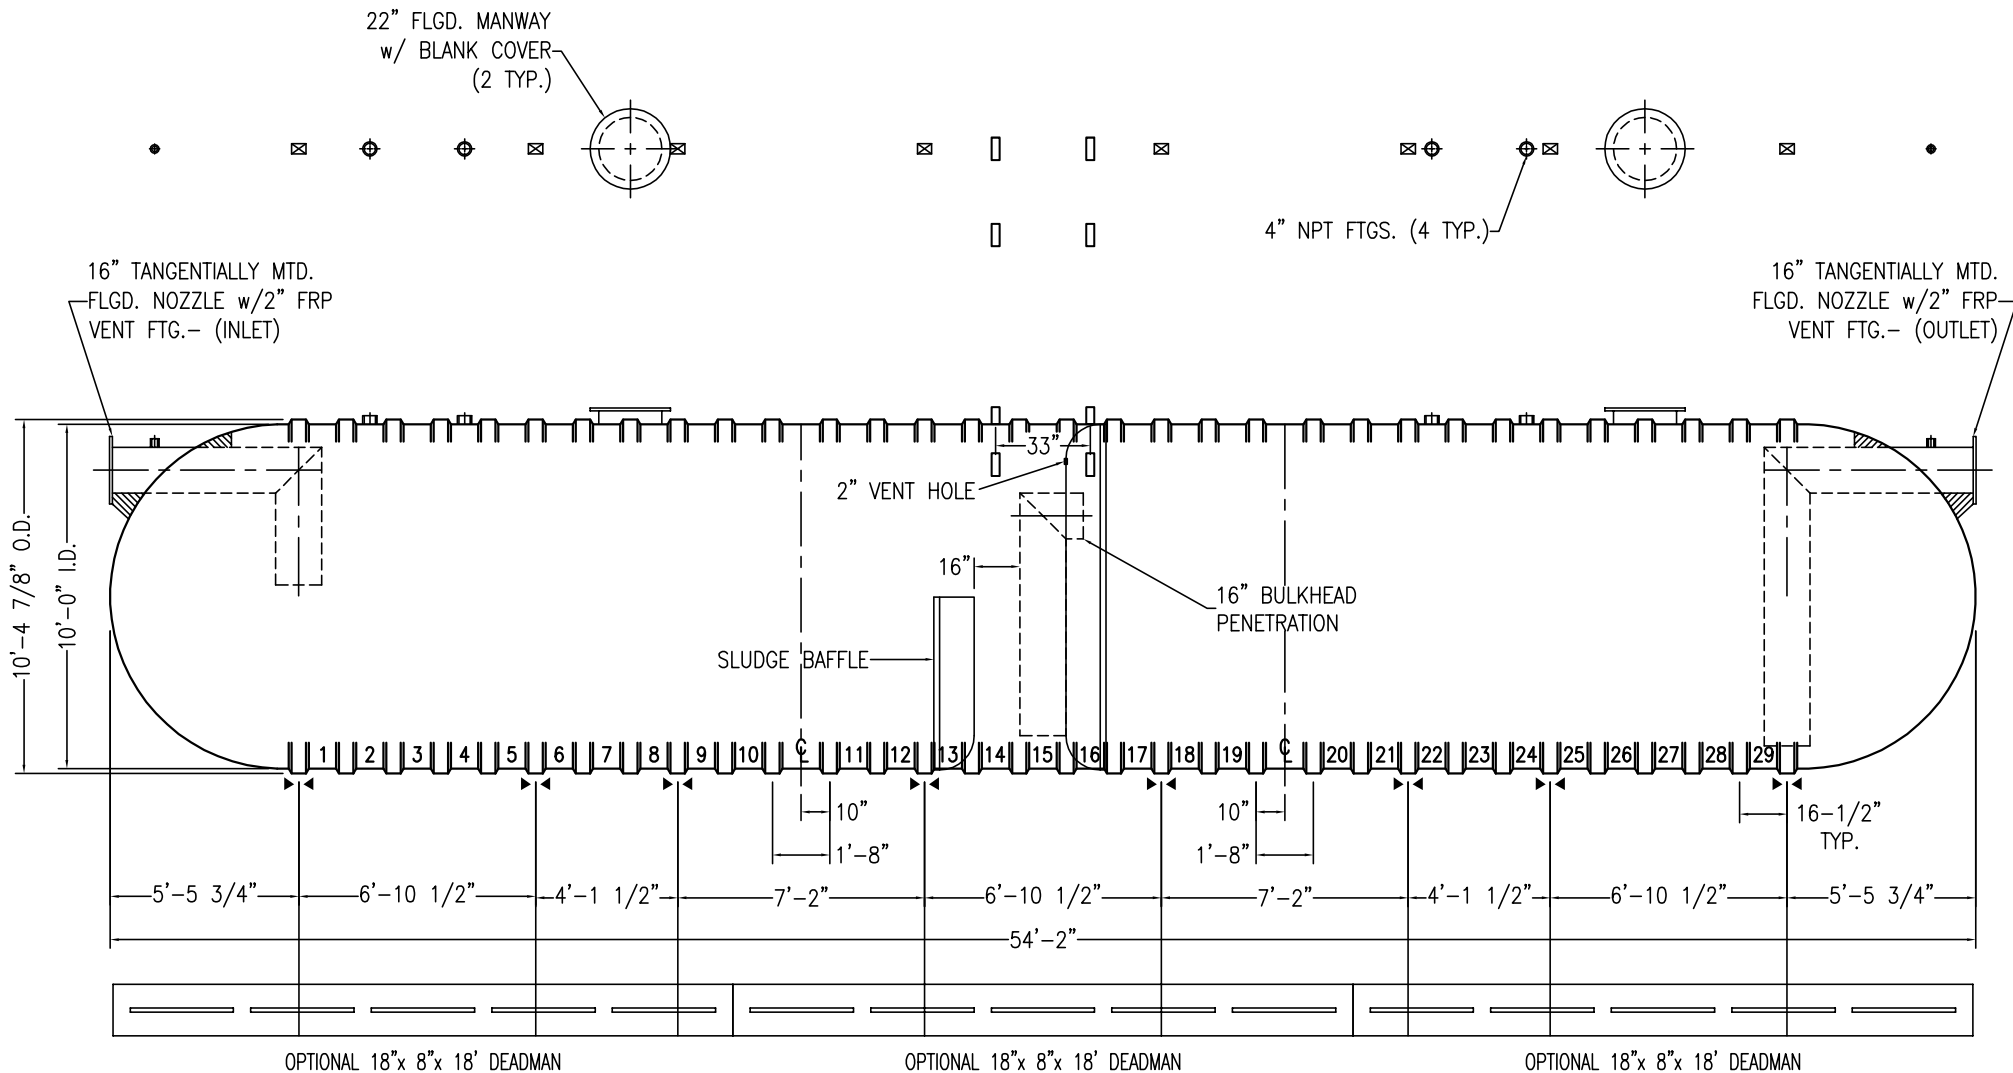 22” FLGD. MANWAY
w/ BLANK COVER
(2 TYP.)
4” NPT FTGS. (4 TYP.)
16” TANGENTIALLY MTD.
FLGD. NOZZLE w/2” FRP
VENT FTG.– (INLET)
16” TANGENTIALLY MTD.
FLGD. NOZZLE w/2” FRP
VENT FTG.– (OUTLET)
10’-4 7/8” O.D.
10’-0” I.D.
33”
2” VENT HOLE
16”
16” BULKHEAD
PENETRATION
SLUDGE BAFFLE
1 2 3 4 5 6 7 8 9 10 ℄ 11 12 13 14 15 16 17 18 19 ℄ 20 21 22 23 24 25 26 27 28 29
10” 10” 16-1/2”
TYP.
1’-8” 1’-8”
5’-5 3/4” 6’-10 1/2” 4’-1 1/2” 7’-2” 6’-10 1/2” 7’-2” 4’-1 1/2” 6’-10 1/2” 5’-5 3/4”
54’-2”
OPTIONAL 18”x 8”x 18’ DEADMAN OPTIONAL 18”x 8”x 18’ DEADMAN OPTIONAL 18”x 8”x 18’ DEADMAN